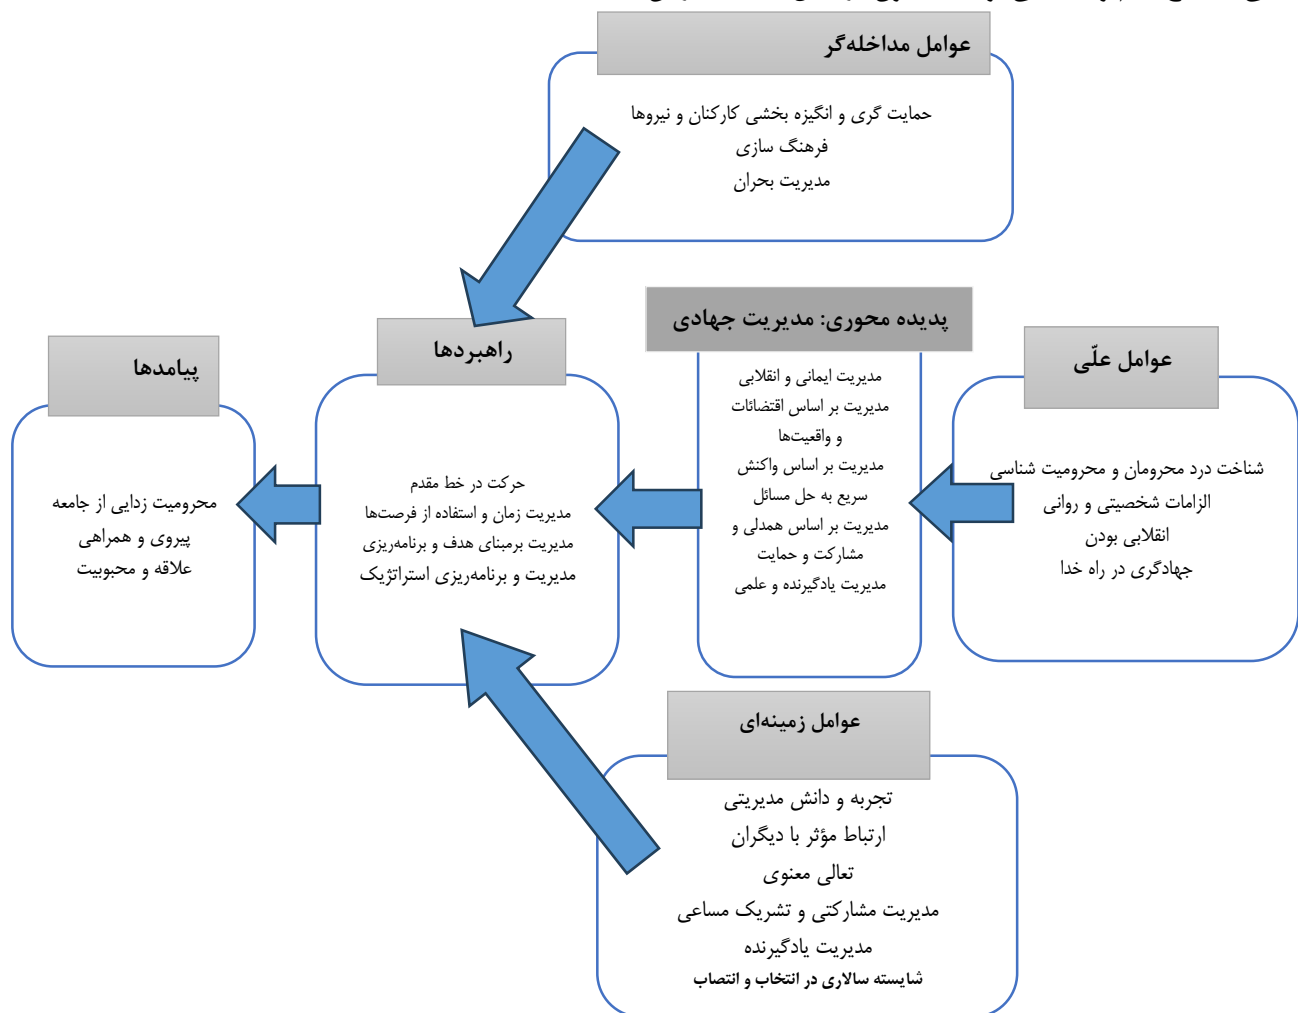 عوامل مداخله‌گر
حمایت گری و انگیزه بخشی کارکنان و نیروها
فرهنگ سازی
مدیریت بحران
عوامل علّی
شناخت درد محرومان و محرومیت شناسی
الزامات شخصیتی و روانی
انقلابی بودن
جهادگری در راه خدا
پدیده محوری: مدیریت جهادی
مدیریت ایمانی و انقلابی
مدیریت بر اساس اقتضائات
و واقعیت‌ها
مدیریت بر اساس واکنش
سریع به حل مسائل
مدیریت بر اساس همدلی و
مشارکت و حمایت
مدیریت یادگیرنده و علمی
راهبردها
حرکت در خط مقدم
مدیریت زمان و استفاده از فرصت‌ها
مدیریت برمبنای هدف و برنامه‌ریزی
مدیریت و برنامه‌ریزی استراتژیک
پیامدها
محرومیت زدایی از جامعه
پیروی و همراهی
علاقه و محبوبیت
عوامل زمینه‌ای
تجربه و دانش مدیریتی
ارتباط مؤثر با دیگران
تعالی معنوی
مدیریت مشارکتی و تشریک مساعی
مدیریت یادگیرنده
شایسته سالاری در انتخاب و انتصاب